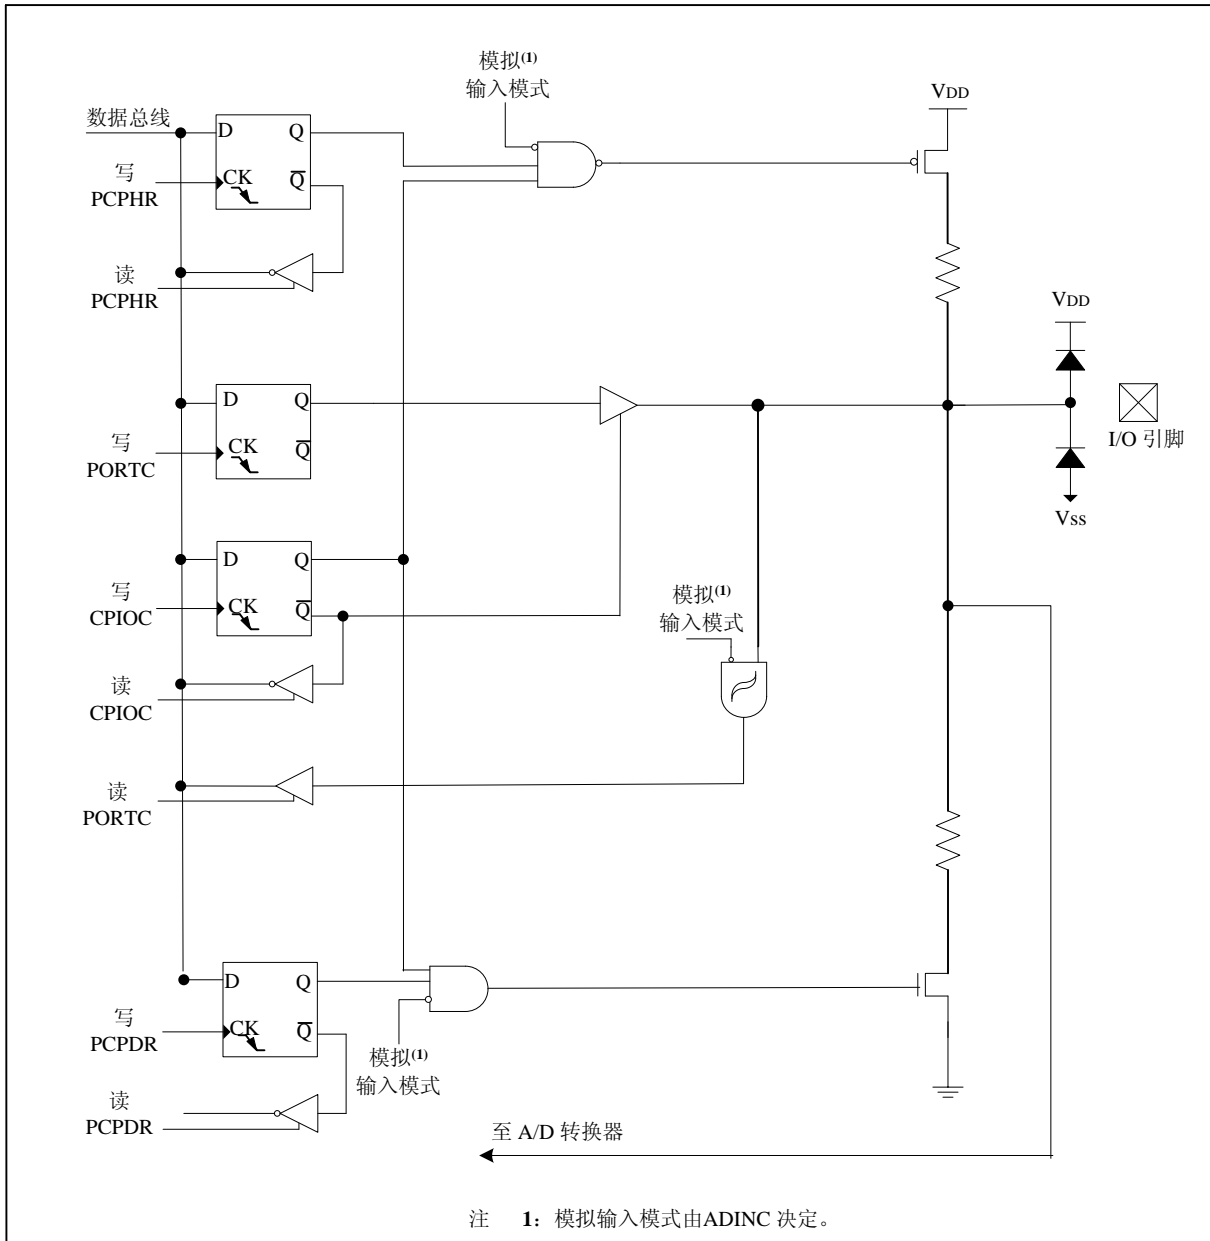 模拟(1)
输入模式
VDD
数据总线
D Q
写
PCPHR
CK Q
读
PCPHR
VDD
D Q
I/O 引脚
写
PORTC
CK Q
VSS
D Q
写
CPIOC
CK Q
模拟(1)
输入模式
读
CPIOC
读
PORTC
D Q
写
PCPDR
CK Q
模拟(1)
输入模式
读
PCPDR
至 A/D 转换器
注 1：模拟输入模式由ADINC 决定。